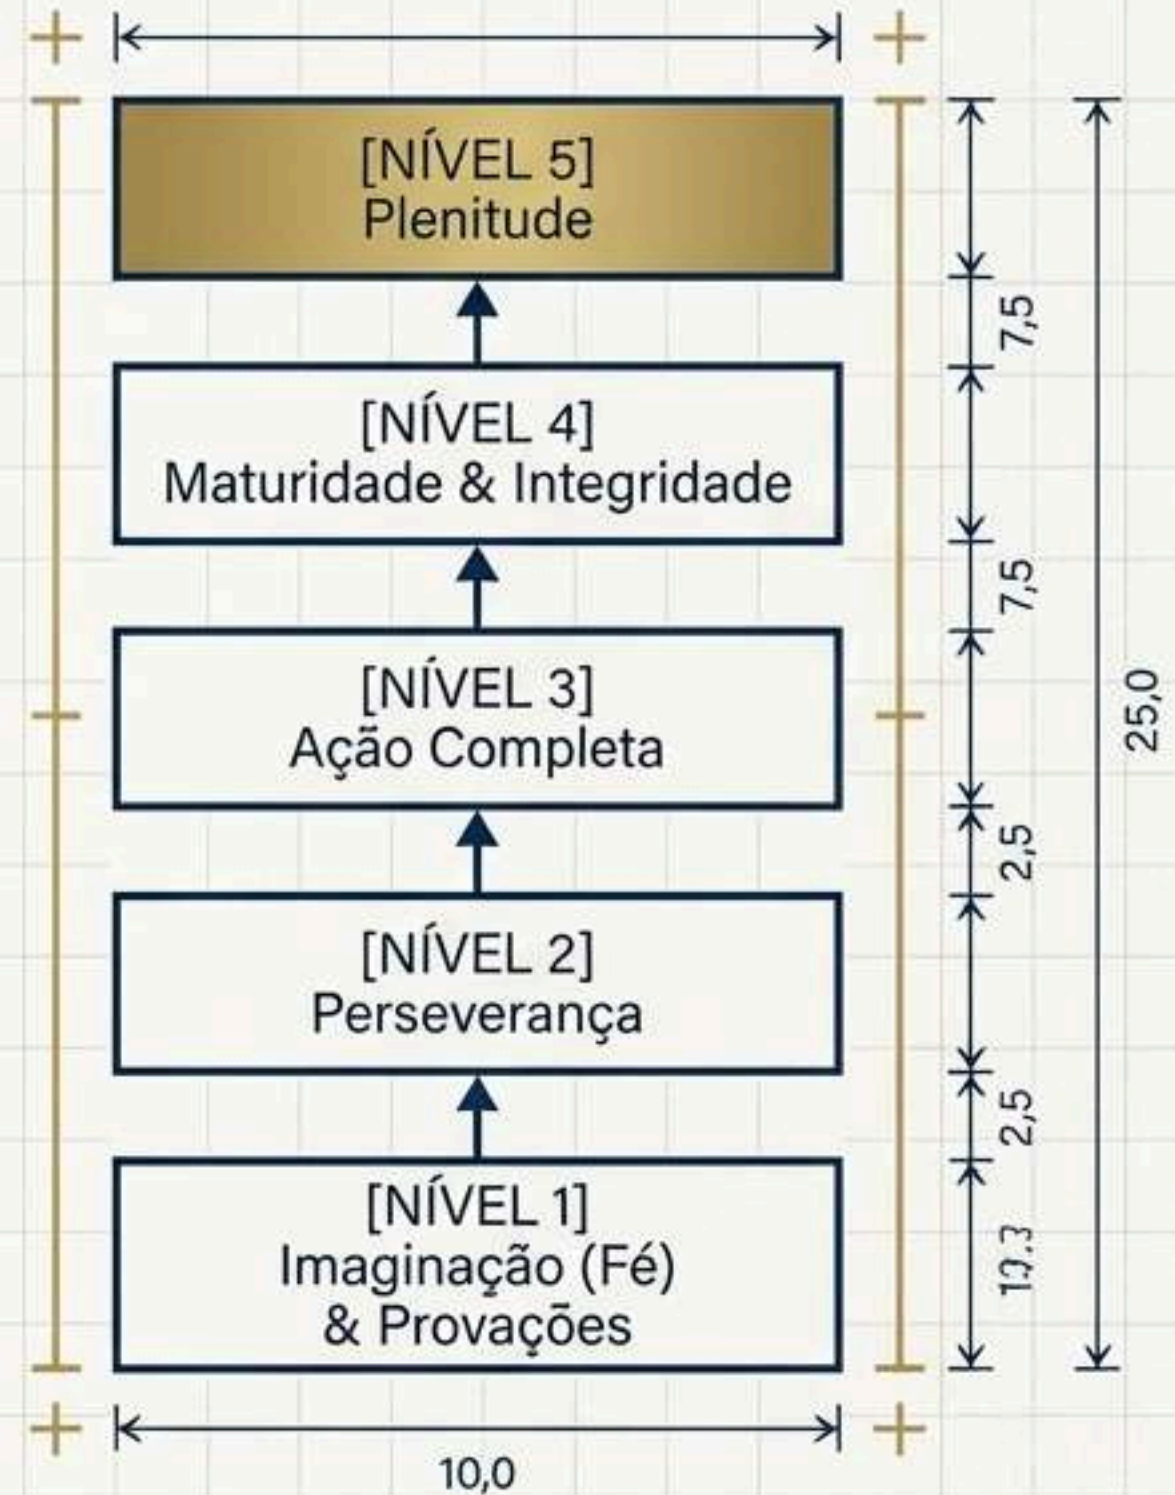 [NÍVEL 5]
Plenitude
7,5
[NÍVEL 4]
Maturidade & Integridade
7,5
[NÍVEL 3]
Ação Completa
25,0
2,5
[NÍVEL 2]
Perseverança
2,5
[NÍVEL 1]
Imaginação (Fé)
& Provações
10,0